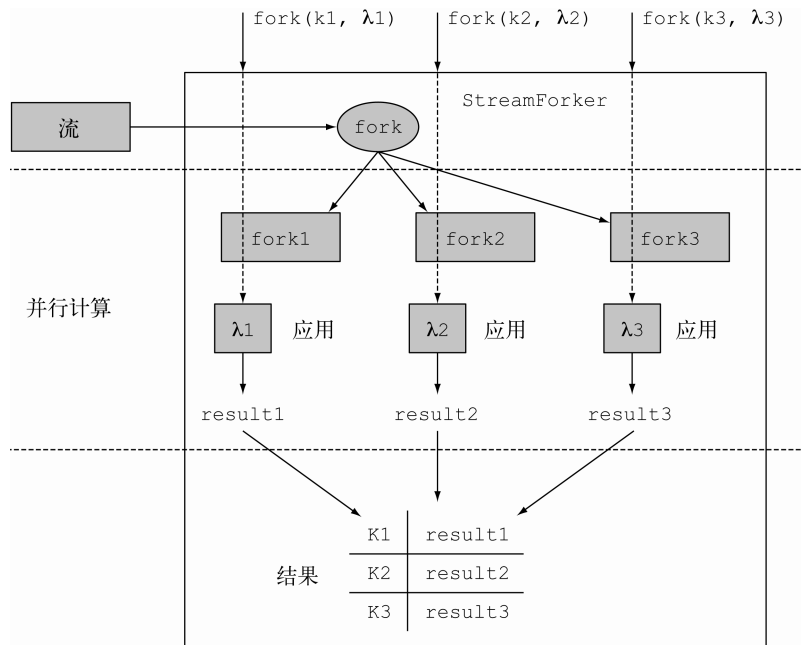 fork(k1, λ1) fork(k2, λ2) fork(k3, λ3)
StreamForker
流 fork
fork1 fork2 fork3
并行计算
λ1 应用 λ2 应用 λ3 应用
result1 result2 result3
K1 result1
结果 K2 result2
K3 result3